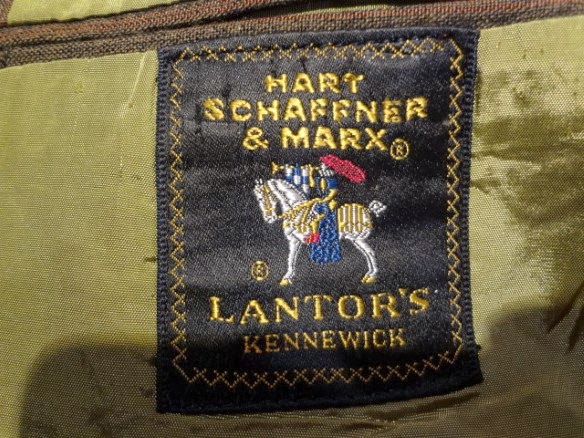 HART
SCHAFFNER
& MARX®
®
LANTOR'S
KENNEWICK